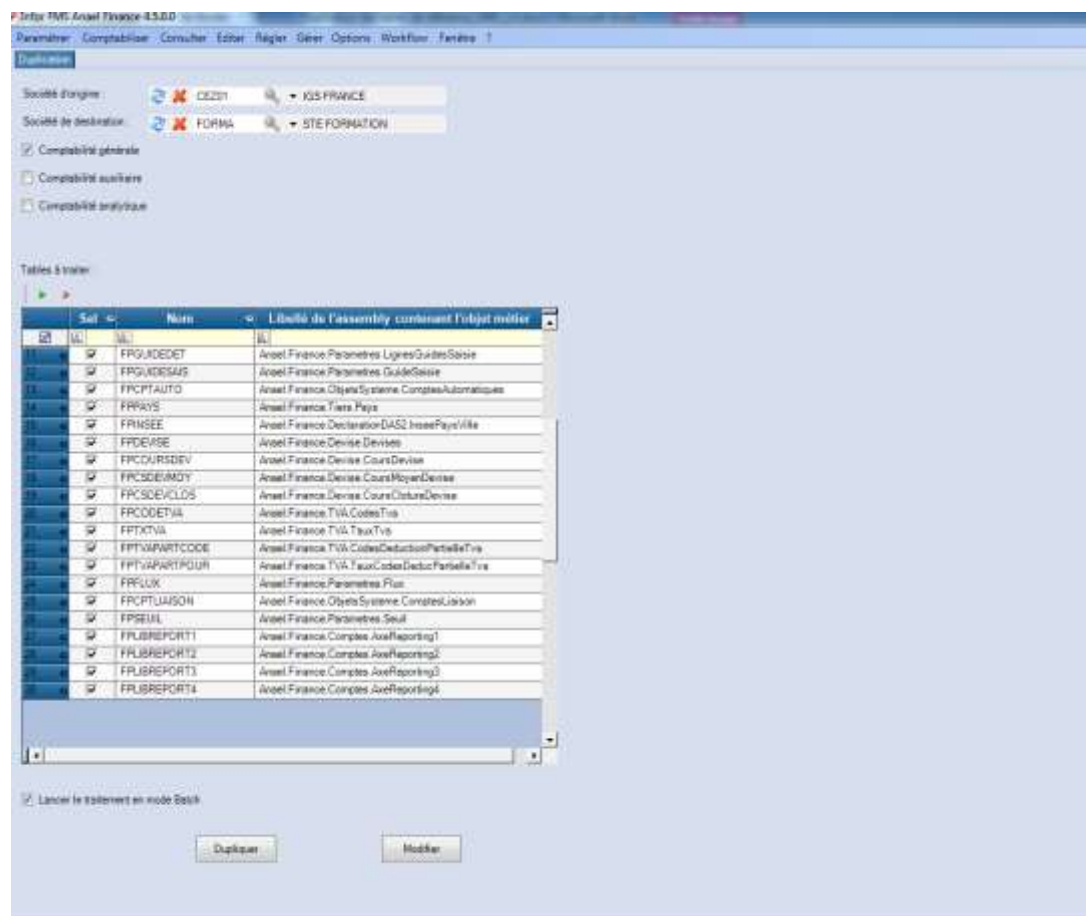 Infor FMS Anael Finance 4.5.0.0
Paramétrer Comptabiliser Consulter Editer Régler Gérer Options Workflow Fenêtre ?
Duplication
Société d'origine : CEZ01 IGS FRANCE
Société de destination : FORMA STE FORMATION
Comptabilité générale
Comptabilité auxiliaire
Comptabilité analytique
Tables à traiter :
Sel Nom Libellé de l'assembly contenant l'objet métier
FPGUIDEDET Anael.Finance.Parametres.LignesGuidesSaisie
FPGUIDESAIS Anael.Finance.Parametres.GuideSaisie
FPCPTAUTO Anael.Finance.ObjetsSysteme.ComptesAutomatiques
FPPAYS Anael.Finance.Tiers.Pays
FPINSEE Anael.Finance.DeclarationDAS2.InseePaysVille
FPDEVISE Anael.Finance.Devise.Devises
FPCOURSDEV Anael.Finance.Devise.CoursDevise
FPCSDEVMOY Anael.Finance.Devise.CoursMoyenDevise
FPCSDEVCLOS Anael.Finance.Devise.CoursClotureDevise
FPCODETVA Anael.Finance.TVA.CodesTva
FPTXTVA Anael.Finance.TVA.TauxTva
FPTVAPARTCODE Anael.Finance.TVA.CodesDeductionPartielleTva
FPTVAPARTPOUR Anael.Finance.TVA.TauxCodesDeducPartielleTva
FPFLUX Anael.Finance.Parametres.Flux
FPCPTLIAISON Anael.Finance.ObjetsSysteme.ComptesLiaison
FPSEUIL Anael.Finance.Parametres.Seuil
FPLIBREPORT1 Anael.Finance.Comptes.AxeReporting1
FPLIBREPORT2 Anael.Finance.Comptes.AxeReporting2
FPLIBREPORT3 Anael.Finance.Comptes.AxeReporting3
FPLIBREPORT4 Anael.Finance.Comptes.AxeReporting4
Lancer le traitement en mode Batch
Dupliquer Modifier